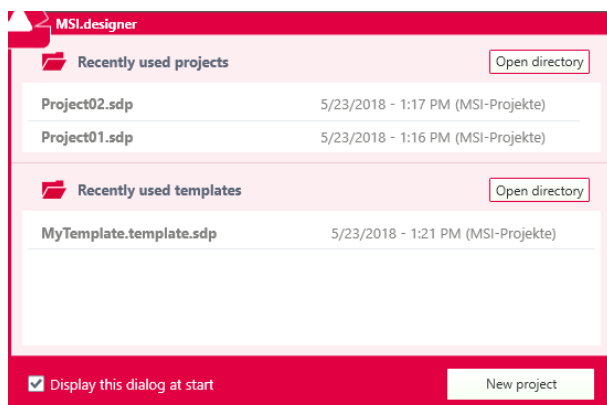 MSI.designer
Recently used projects Open directory
Project02.sdp 5/23/2018 - 1:17 PM (MSI-Projekte)
Project01.sdp 5/23/2018 - 1:16 PM (MSI-Projekte)
Recently used templates Open directory
MyTemplate.template.sdp 5/23/2018 - 1:21 PM (MSI-Projekte)
Display this dialog at start New project